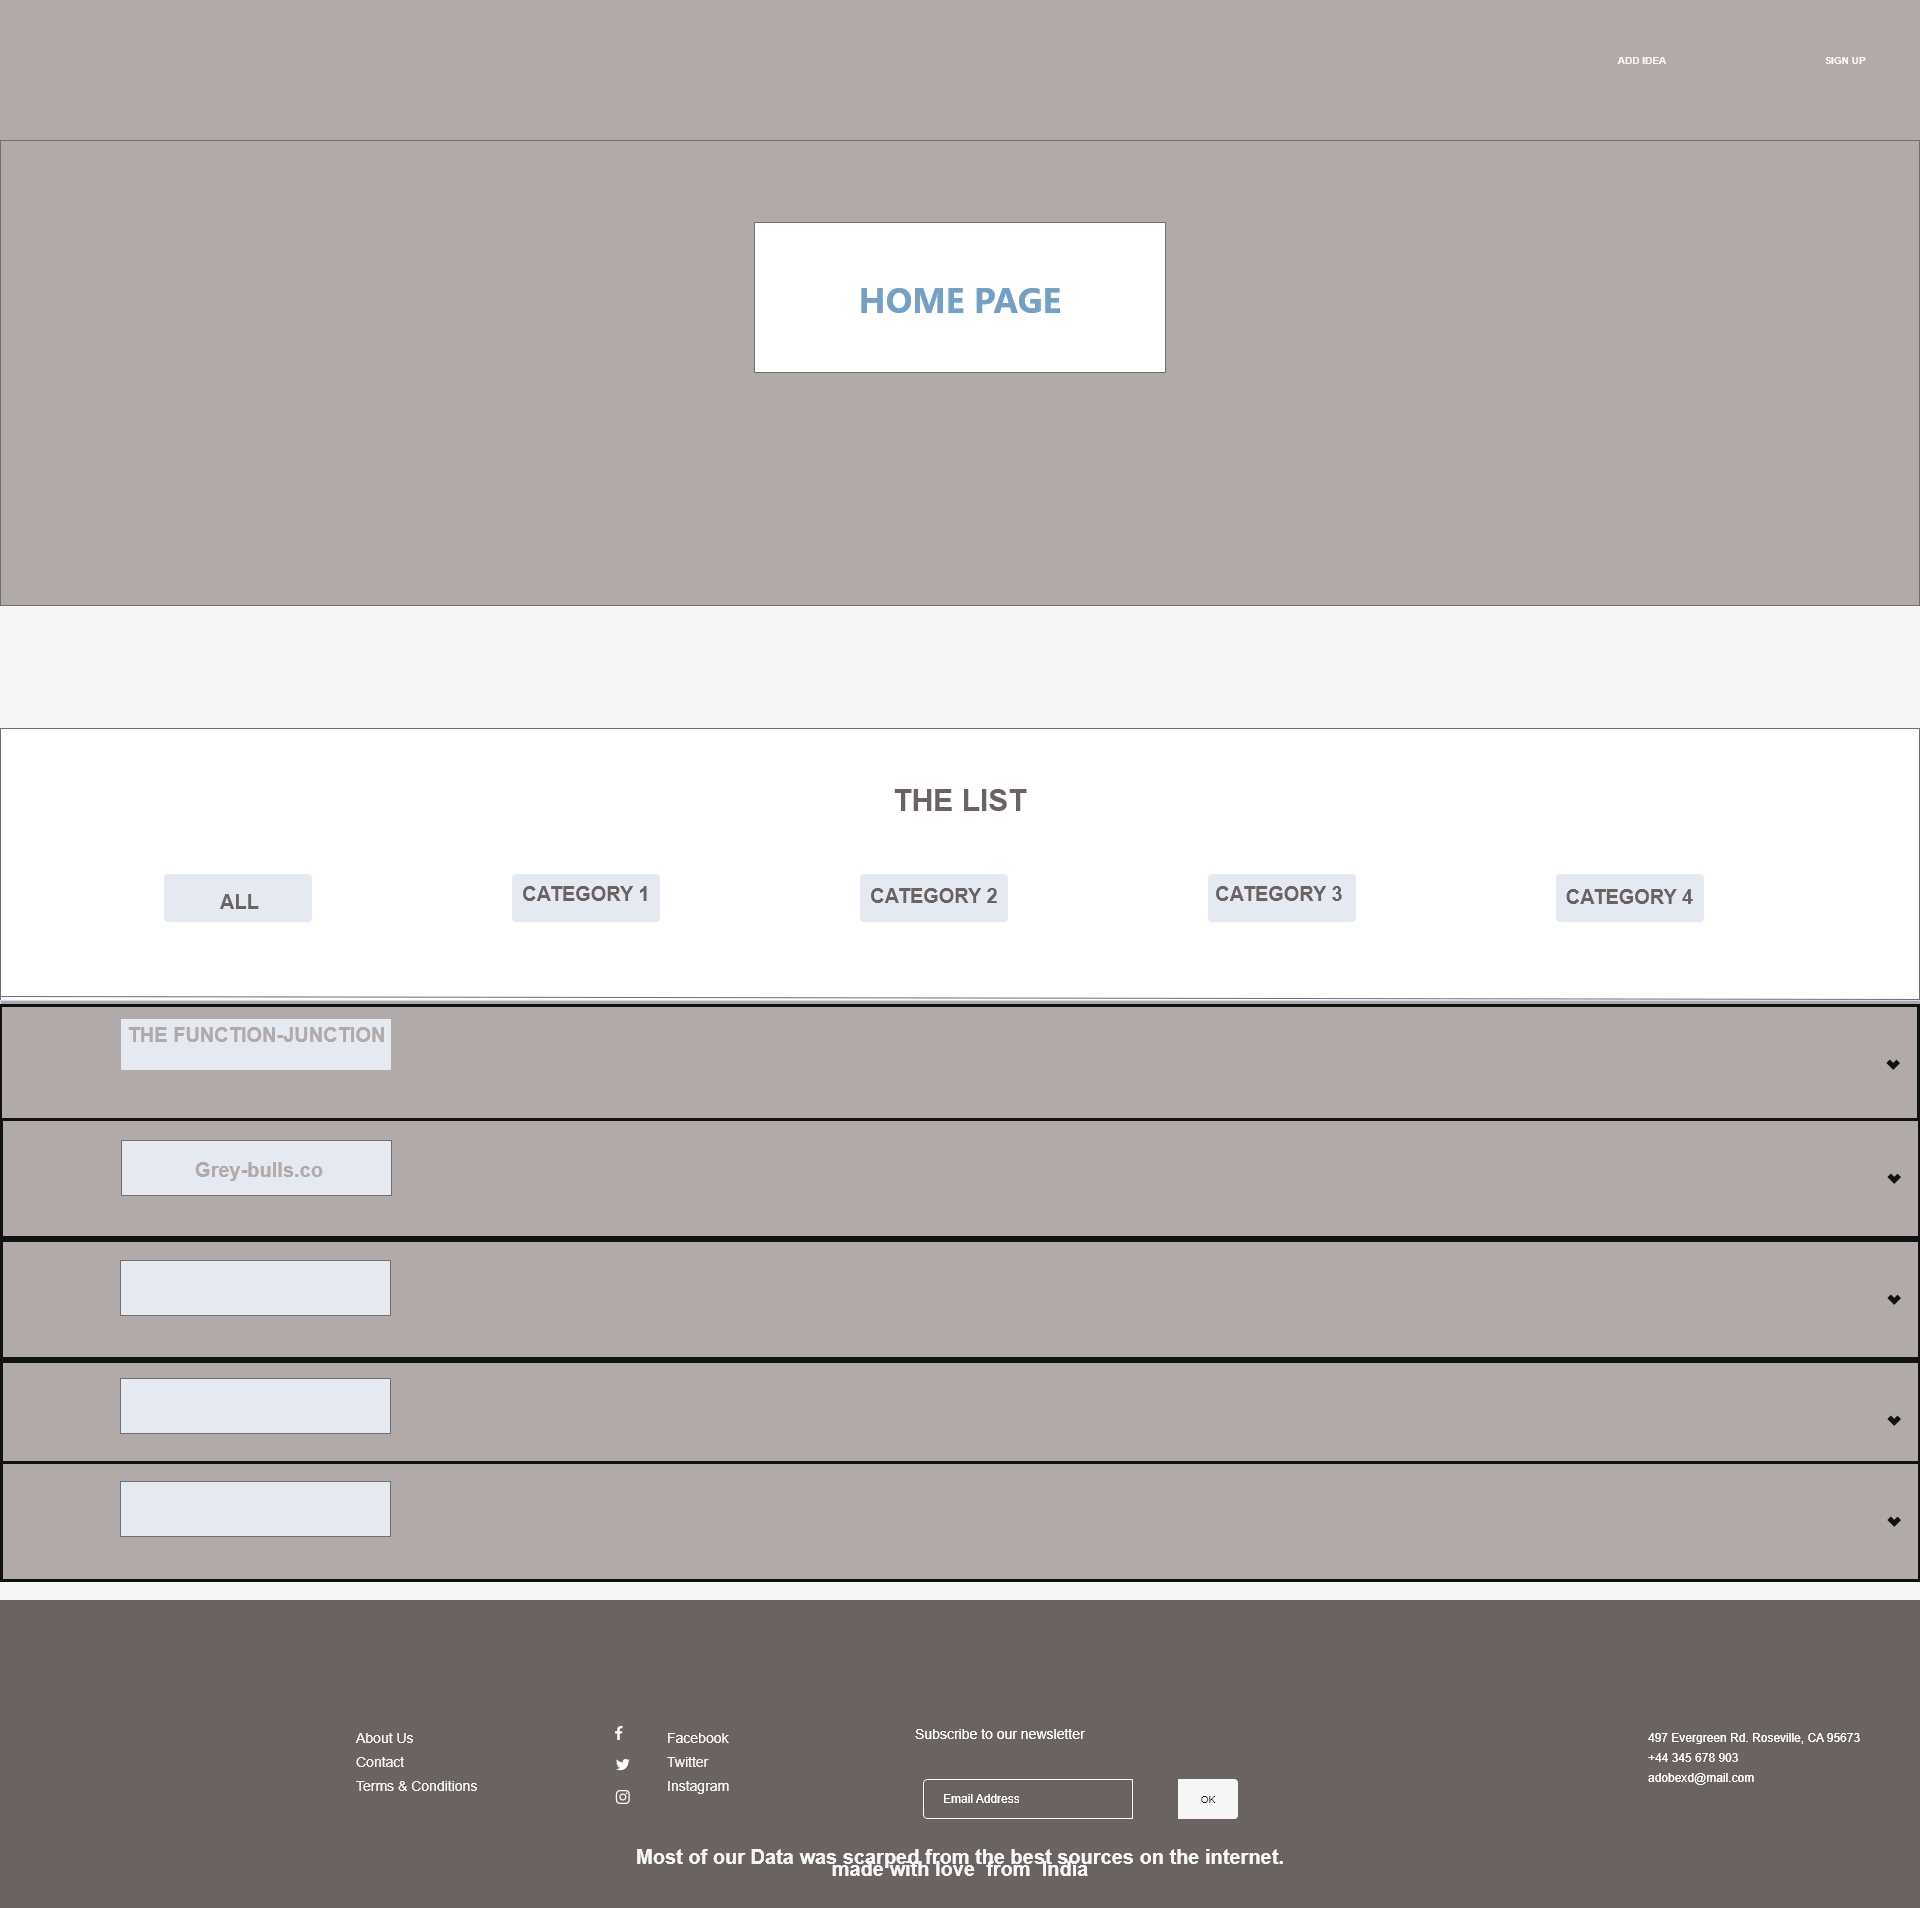 ADD IDEA
SIGN UP
HOME PAGE
THE LIST
ALL
CATEGORY 1
CATEGORY 2
CATEGORY 3
CATEGORY 4
THE FUNCTION-JUNCTION
Grey-bulls.co
About Us
Contact
Terms & Conditions
Facebook
Twitter
Instagram
Subscribe to our newsletter
Email Address
OK
497 Evergreen Rd. Roseville, CA 95673
+44 345 678 903
adobexd@mail.com
Most of our Data was scarped from the best sources on the internet.
made with love from India